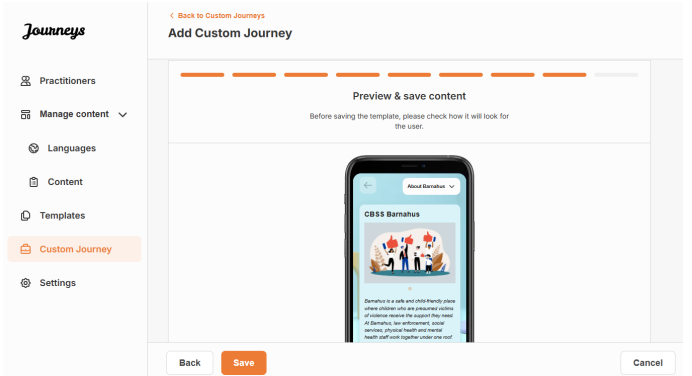 Journeys
Back to Custom Journeys
Add Custom Journey
Practitioners
Manage content
Languages
Content
Templates
Custom Journey
Settings
Preview & save content
Before saving the template, please check how it will look for
the user.
About Barnahus
CBSS Barnahus
Barnahus is a safe and child-friendly place
where children who are presumed victims
of violence receive the support they need.
At Barnahus, law enforcement, social
services, physical health and mental
health staff work together under one roof
Back
Save
Cancel